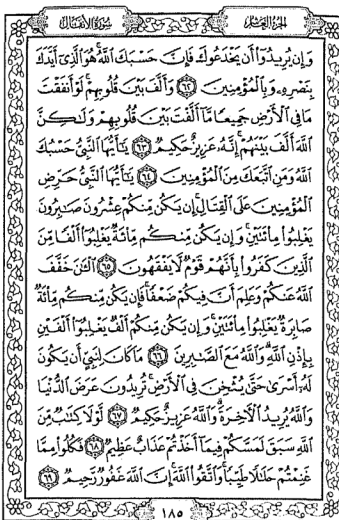 الجزء العاشر
سورة الأنفال
وَإِن يُرِيدُوٓا۟ أَن يَخْدَعُوكَ فَإِنَّ حَسْبَكَ ٱللَّهُ ۚ هُوَ ٱلَّذِىٓ أَيَّدَكَ
بِنَصْرِهِۦ وَبِٱلْمُؤْمِنِينَ ٦٢ وَأَلَّفَ بَيْنَ قُلُوبِهِمْ ۚ لَوْ أَنفَقْتَ
مَا فِى ٱلْأَرْضِ جَمِيعًا مَّآ أَلَّفْتَ بَيْنَ قُلُوبِهِمْ وَلَٰكِنَّ
ٱللَّهَ أَلَّفَ بَيْنَهُمْ ۚ إِنَّهُۥ عَزِيزٌ حَكِيمٌ ٦٣ يَٰٓأَيُّهَا ٱلنَّبِىُّ حَسْبُكَ
ٱللَّهُ وَمَنِ ٱتَّبَعَكَ مِنَ ٱلْمُؤْمِنِينَ ٦٤ يَٰٓأَيُّهَا ٱلنَّبِىُّ حَرِّضِ
ٱلْمُؤْمِنِينَ عَلَى ٱلْقِتَالِ ۚ إِن يَكُن مِّنكُمْ عِشْرُونَ صَٰبِرُونَ
يَغْلِبُوا۟ مِا۟ئَتَيْنِ ۚ وَإِن يَكُن مِّنكُم مِّا۟ئَةٌ يَغْلِبُوٓا۟ أَلْفًا مِّنَ
ٱلَّذِينَ كَفَرُوا۟ بِأَنَّهُمْ قَوْمٌ لَّا يَفْقَهُونَ ٦٥ ٱلْـَٰٔنَ خَفَّفَ
ٱللَّهُ عَنكُمْ وَعَلِمَ أَنَّ فِيكُمْ ضَعْفًا ۚ فَإِن يَكُن مِّنكُم مِّا۟ئَةٌ
صَابِرَةٌ يَغْلِبُوا۟ مِا۟ئَتَيْنِ ۚ وَإِن يَكُن مِّنكُمْ أَلْفٌ يَغْلِبُوٓا۟ أَلْفَيْنِ
بِإِذْنِ ٱللَّهِ ۗ وَٱللَّهُ مَعَ ٱلصَّٰبِرِينَ ٦٦ مَا كَانَ لِنَبِىٍّ أَن يَكُونَ
لَهُۥٓ أَسْرَىٰ حَتَّىٰ يُثْخِنَ فِى ٱلْأَرْضِ ۚ تُرِيدُونَ عَرَضَ ٱلدُّنْيَا
وَٱللَّهُ يُرِيدُ ٱلْـَٔاخِرَةَ ۗ وَٱللَّهُ عَزِيزٌ حَكِيمٌ ٦٧ لَّوْلَا كِتَٰبٌ مِّنَ
ٱللَّهِ سَبَقَ لَمَسَّكُمْ فِيمَآ أَخَذْتُمْ عَذَابٌ عَظِيمٌ ٦٨ فَكُلُوا۟ مِمَّا
غَنِمْتُمْ حَلَٰلًا طَيِّبًا ۚ وَٱتَّقُوا۟ ٱللَّهَ ۚ إِنَّ ٱللَّهَ غَفُورٌ رَّحِيمٌ ٦٩
١٨٥